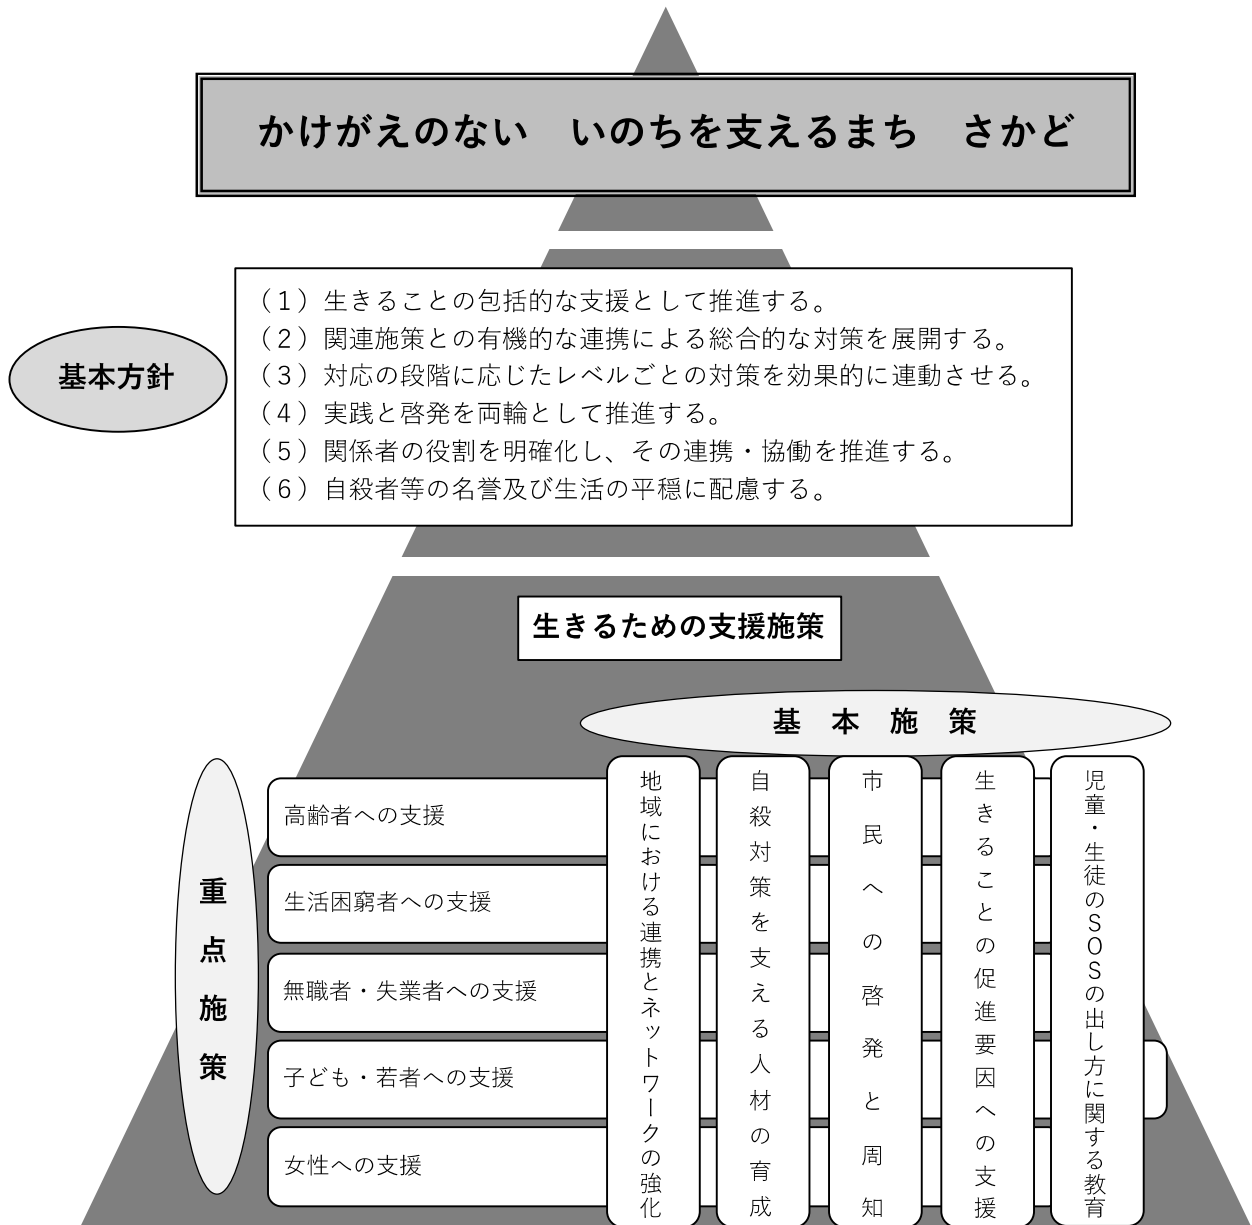 かけがえのない　いのちを支えるまち　さかど
基本方針
（１）生きることの包括的な支援として推進する。
（２）関連施策との有機的な連携による総合的な対策を展開する。
（３）対応の段階に応じたレベルごとの対策を効果的に連動させる。
（４）実践と啓発を両輪として推進する。
（５）関係者の役割を明確化し、その連携・協働を推進する。
（６）自殺者等の名誉及び生活の平穏に配慮する。
生きるための支援施策
基　本　施　策
重点施策
高齢者への支援
生活困窮者への支援
無職者・失業者への支援
子ども・若者への支援
女性への支援
地域における連携とネットワークの強化
自殺対策を支える人材の育成
市民への啓発と周知
生きることの促進要因への支援
児童・生徒のSOSの出し方に関する教育